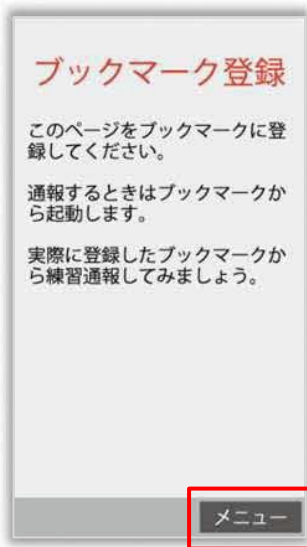 ブックマーク登録
このページをブックマークに登
録してください。
通報するときはブックマークか
ら起動します。
実際に登録したブックマークか
ら練習通報してみましょう。
メニュー